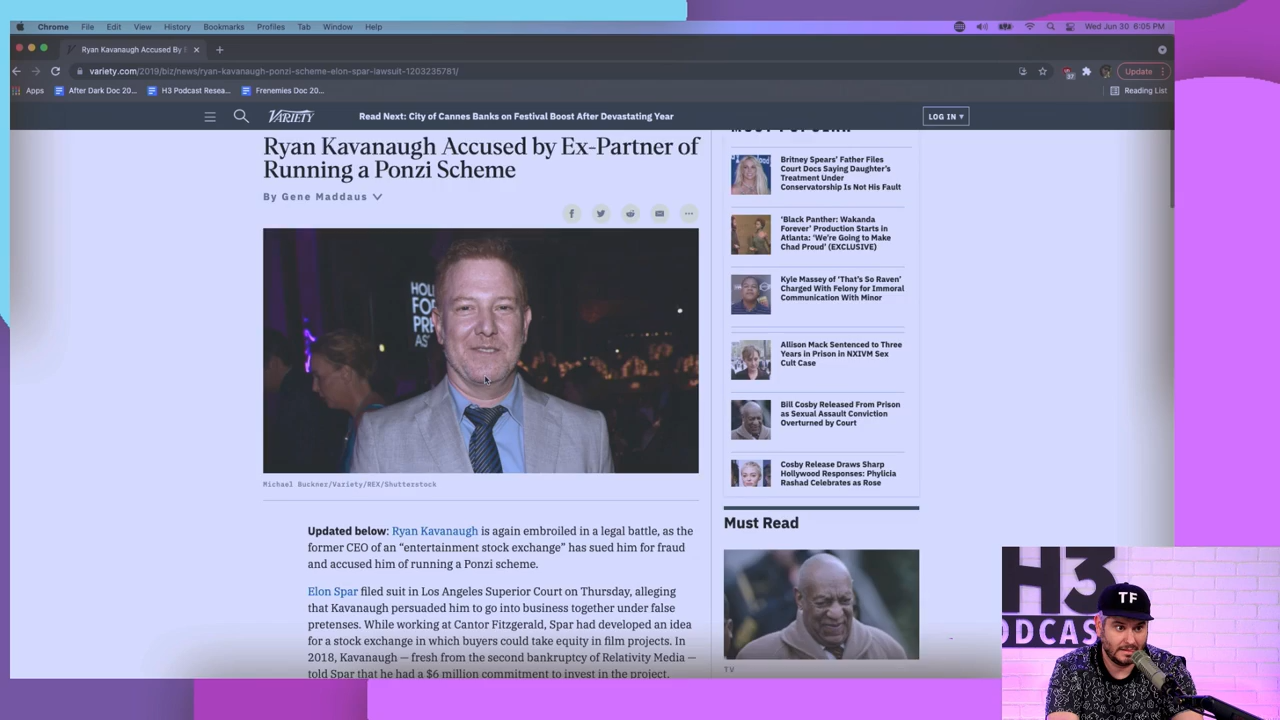 Chrome File Edit View History Bookmarks Profiles Tab Window Help
Wed Jun 30 6:05 PM
Ryan Kavanaugh Accused By E
variety.com/2019/biz/news/ryan-kavanaugh-ponzi-scheme-elon-spar-lawsuit-1203235781/
Update
Apps After Dark Doc 20... H3 Podcast Resea... Frenemies Doc 20...
Reading List
VARIETY
Read Next: City of Cannes Banks on Festival Boost After Devastating Year
LOG IN
Ryan Kavanaugh Accused by Ex-Partner of
Running a Ponzi Scheme
By Gene Maddaus
HOLL
FOR
PRE
AS
Michael Buckner/Variety/REX/Shutterstock
Updated below: Ryan Kavanaugh is again embroiled in a legal battle, as the
former CEO of an “entertainment stock exchange” has sued him for fraud
and accused him of running a Ponzi scheme.
Elon Spar filed suit in Los Angeles Superior Court on Thursday, alleging
that Kavanaugh persuaded him to go into business together under false
pretenses. While working at Cantor Fitzgerald, Spar had developed an idea
for a stock exchange in which buyers could take equity in film projects. In
2018, Kavanaugh — fresh from the second bankruptcy of Relativity Media —
told Spar that he had a $6 million commitment to invest in the project.
MOST POPULAR
Britney Spears’ Father Files
Court Docs Saying Daughter’s
Treatment Under
Conservatorship Is Not His Fault
‘Black Panther: Wakanda
Forever’ Production Starts in
Atlanta: ‘We’re Going to Make
Chad Proud’ (EXCLUSIVE)
Kyle Massey of ‘That’s So Raven’
Charged With Felony for Immoral
Communication With Minor
Allison Mack Sentenced to Three
Years in Prison in NXIVM Sex
Cult Case
Bill Cosby Released From Prison
as Sexual Assault Conviction
Overturned by Court
Cosby Release Draws Sharp
Hollywood Responses: Phylicia
Rashad Celebrates as Rose
Must Read
TV
H3
PODCAS
TF